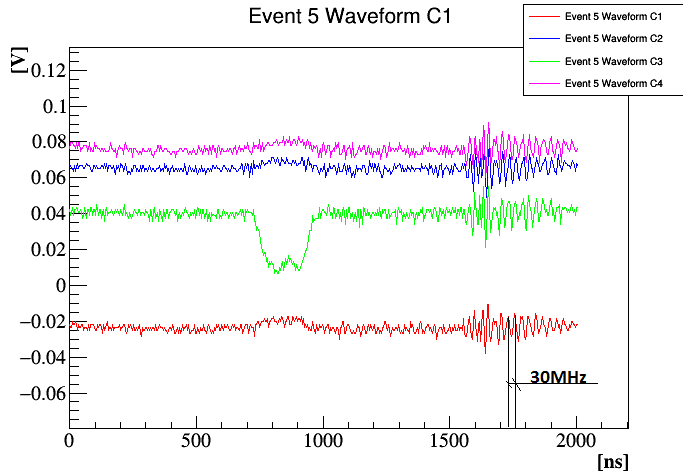 Event 5 Waveform C1
Event 5 Waveform C1
Event 5 Waveform C2
Event 5 Waveform C3
Event 5 Waveform C4
[V]
0.12
0.1
0.08
0.06
0.04
0.02
0
−0.02
−0.04
−0.06
30MHz
0 500 1000 1500 2000
[ns]